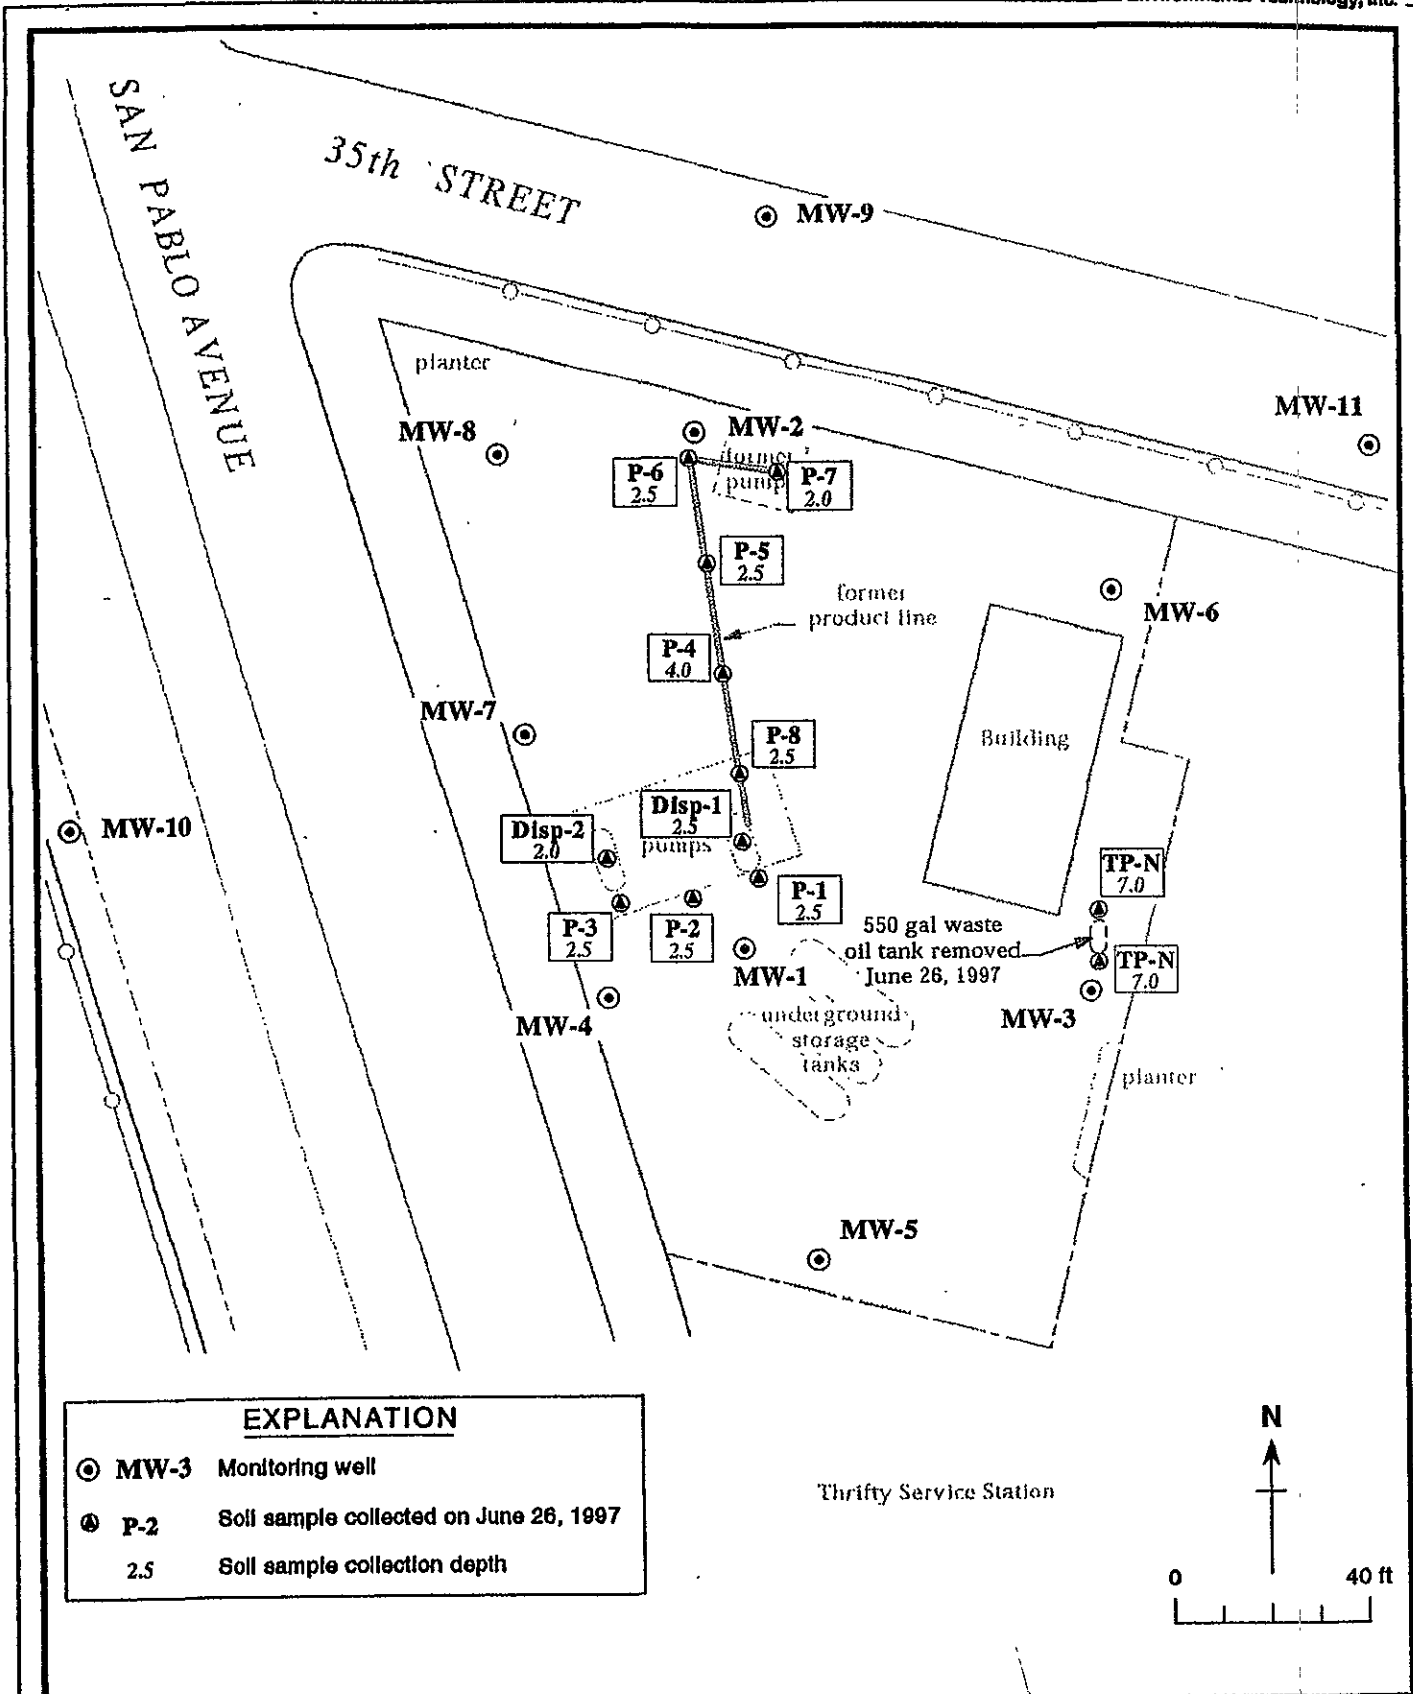 SAN PABLO AVENUE
35th STREET
MW-9
planter
MW-11
MW-8
MW-2
former
pump
P-6
2.5
P-7
2.0
P-5
2.5
former
product line
MW-6
P-4
4.0
MW-7
P-8
2.5
Building
Disp-1
2.5
pumps
Disp-2
2.0
MW-10
TP-N
7.0
P-1
2.5
P-3
2.5
P-2
2.5
550 gal waste
oil tank removed
June 26, 1997
TP-N
7.0
MW-1
MW-3
MW-4
underground
storage
tanks
planter
MW-5
EXPLANATION
MW-3 Monitoring well
P-2 Soil sample collected on June 26, 1997
2.5 Soil sample collection depth
Thrifty Service Station
N
0 40 ft